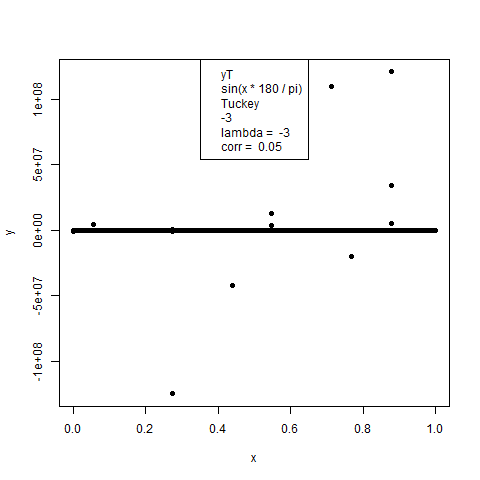 yT
sin(x * 180 / pi)
Tuckey
-3
lambda =  -3
corr =  0.05
1e+08
5e+07
0e+00
-5e+07
-1e+08
y
0.0 0.2 0.4 0.6 0.8 1.0
x